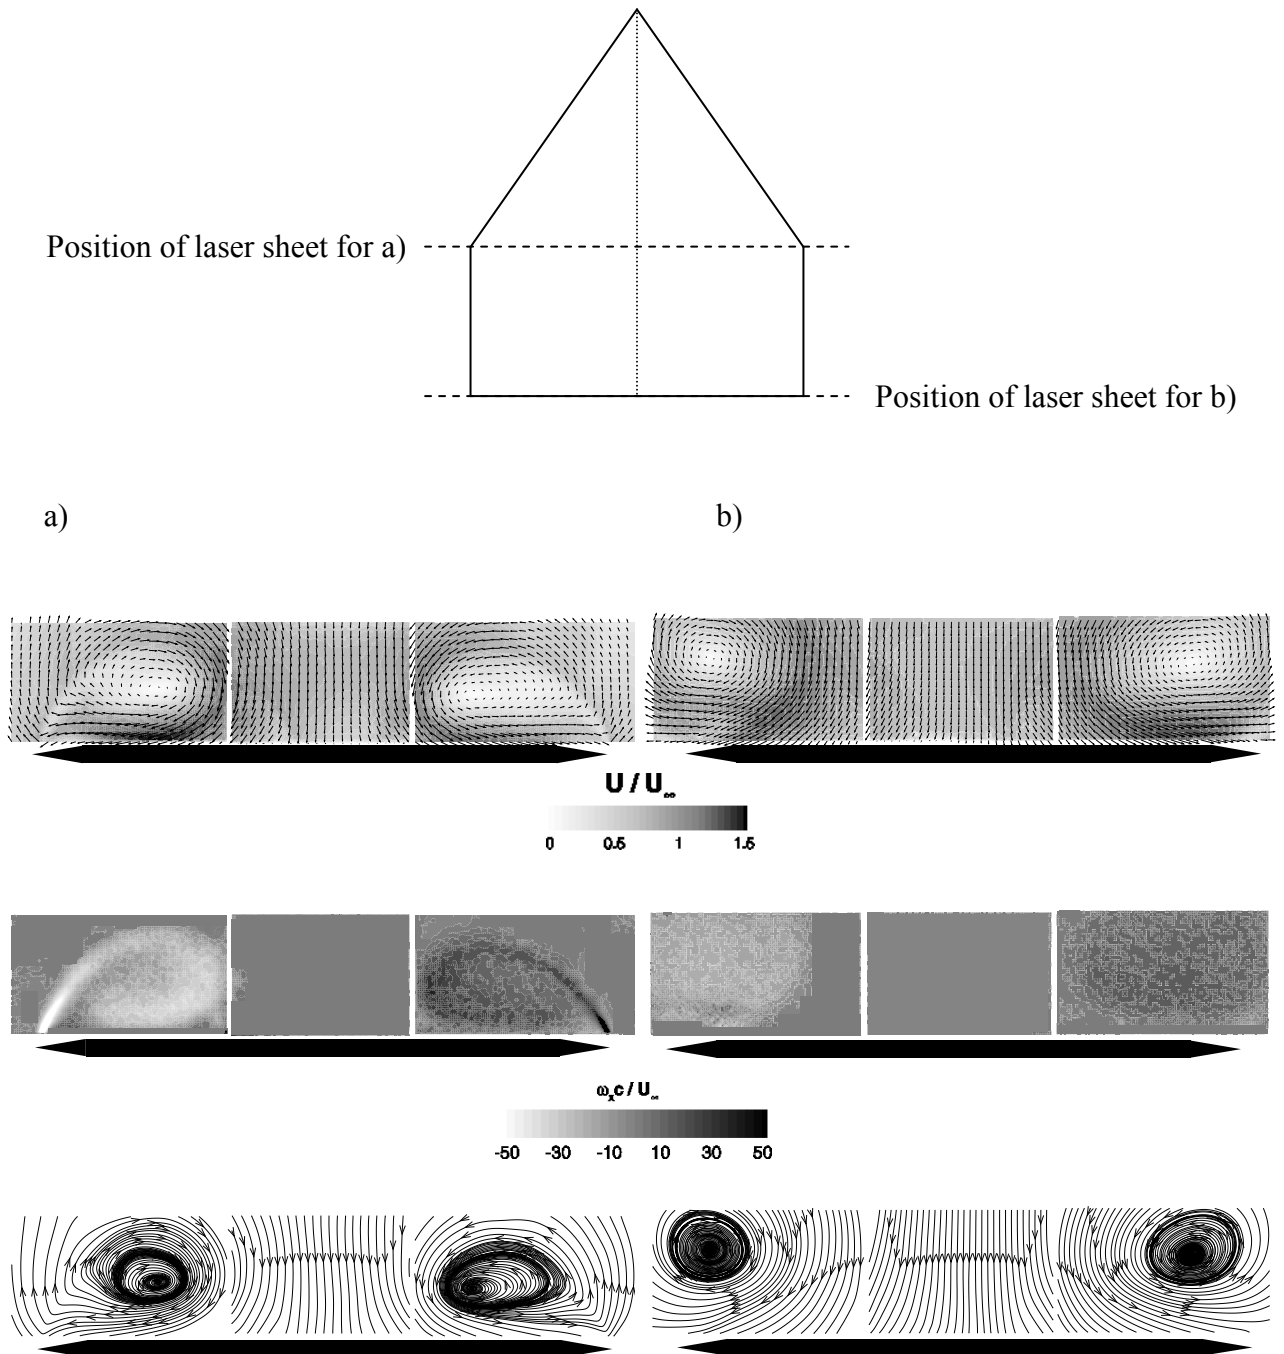 Position of laser sheet for a)
Position of laser sheet for b)
a)
b)
U / U∞
0 0.5 1 1.5
ωₓc / U∞
-50 -30 -10 10 30 50